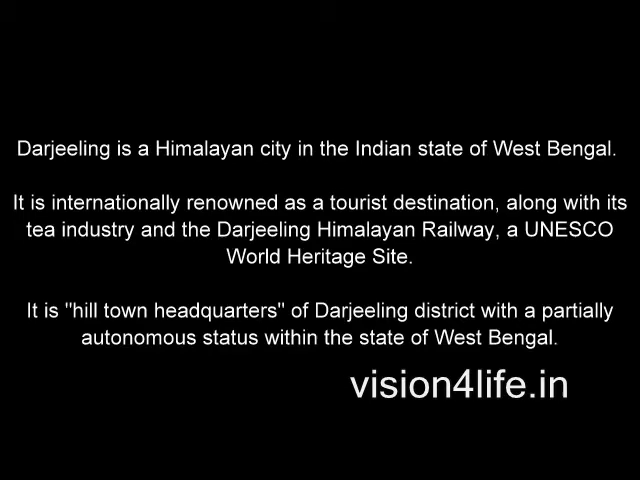 Darjeeling is a Himalayan city in the Indian state of West Bengal.
It is internationally renowned as a tourist destination, along with its
tea industry and the Darjeeling Himalayan Railway, a UNESCO
World Heritage Site.
It is "hill town headquarters" of Darjeeling district with a partially
autonomous status within the state of West Bengal.
vision4life.in